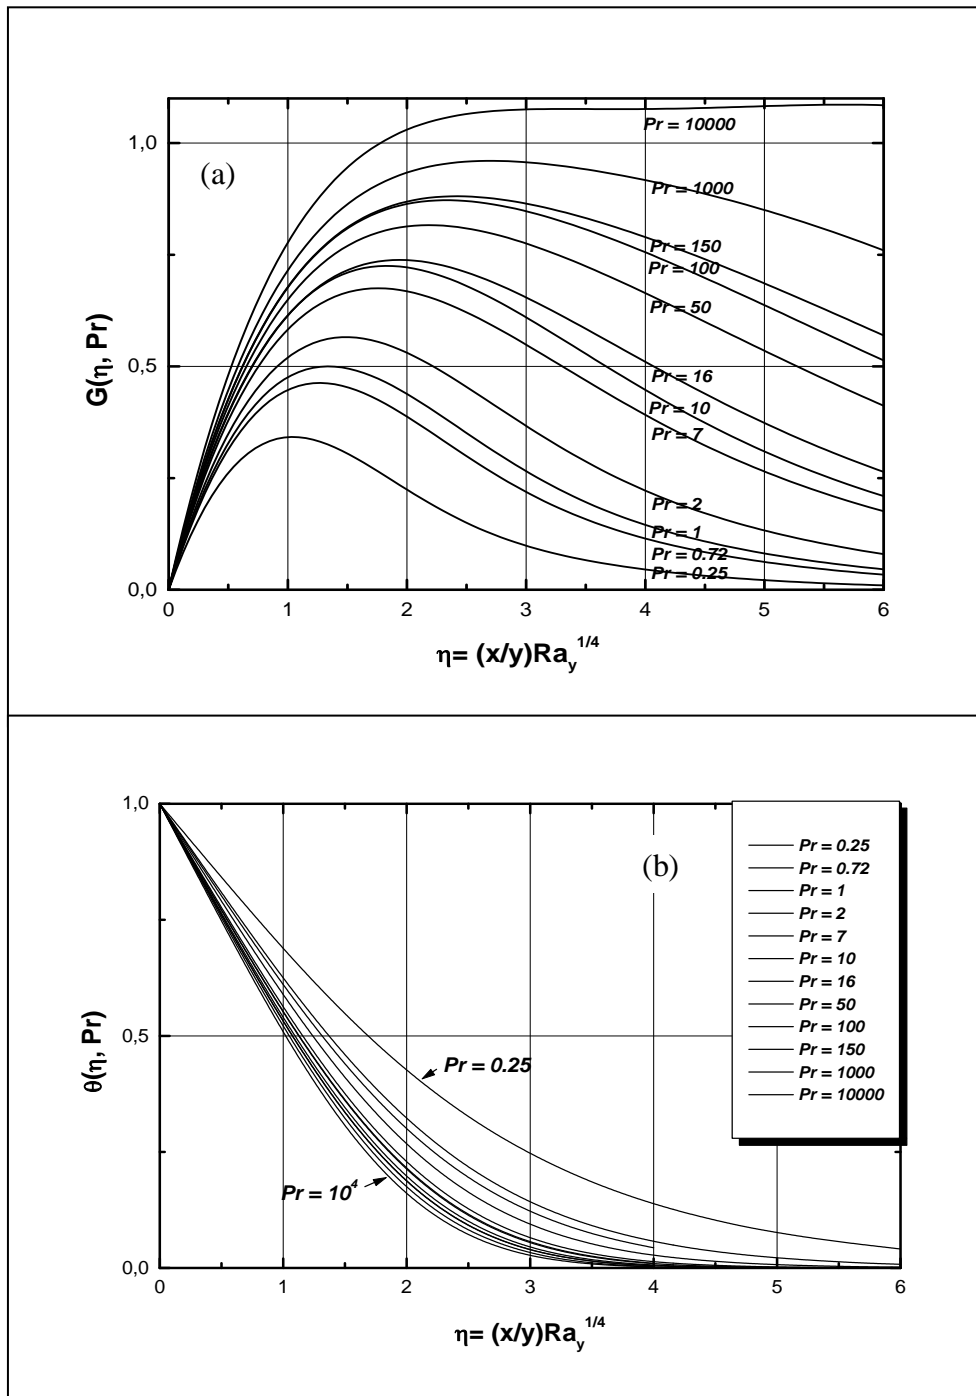 (a)
Pr = 10000
Pr = 1000
Pr = 150
Pr = 100
Pr = 50
Pr = 16
Pr = 10
Pr = 7
Pr = 2
Pr = 1
Pr = 0.72
Pr = 0.25
1,0
0,5
0,0
G(η, Pr)
0 1 2 3 4 5 6
η= (x/y)Ra_y^1/4
(b)
1,0
0,5
0,0
θ(η, Pr)
Pr = 0.25
Pr = 10^4
Pr = 0.25
Pr = 0.72
Pr = 1
Pr = 2
Pr = 7
Pr = 10
Pr = 16
Pr = 50
Pr = 100
Pr = 150
Pr = 1000
Pr = 10000
0 1 2 3 4 5 6
η= (x/y)Ra_y^1/4